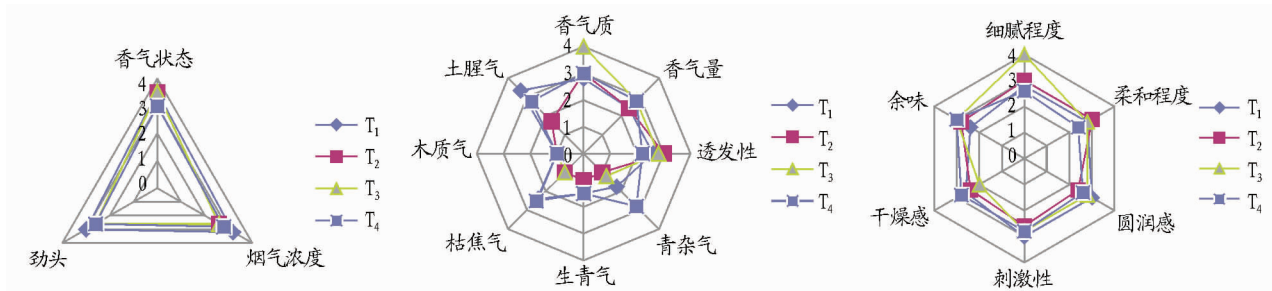 香气状态
4
3
2
1
0
劲头
烟气浓度
T1
T2
T3
T4
香气质
香气量
透发性
青杂气
生青气
枯焦气
木质气
土腥气
4
3
2
1
0
T1
T2
T3
T4
细腻程度
柔和程度
圆润感
刺激性
干燥感
余味
4
3
2
1
0
T1
T2
T3
T4